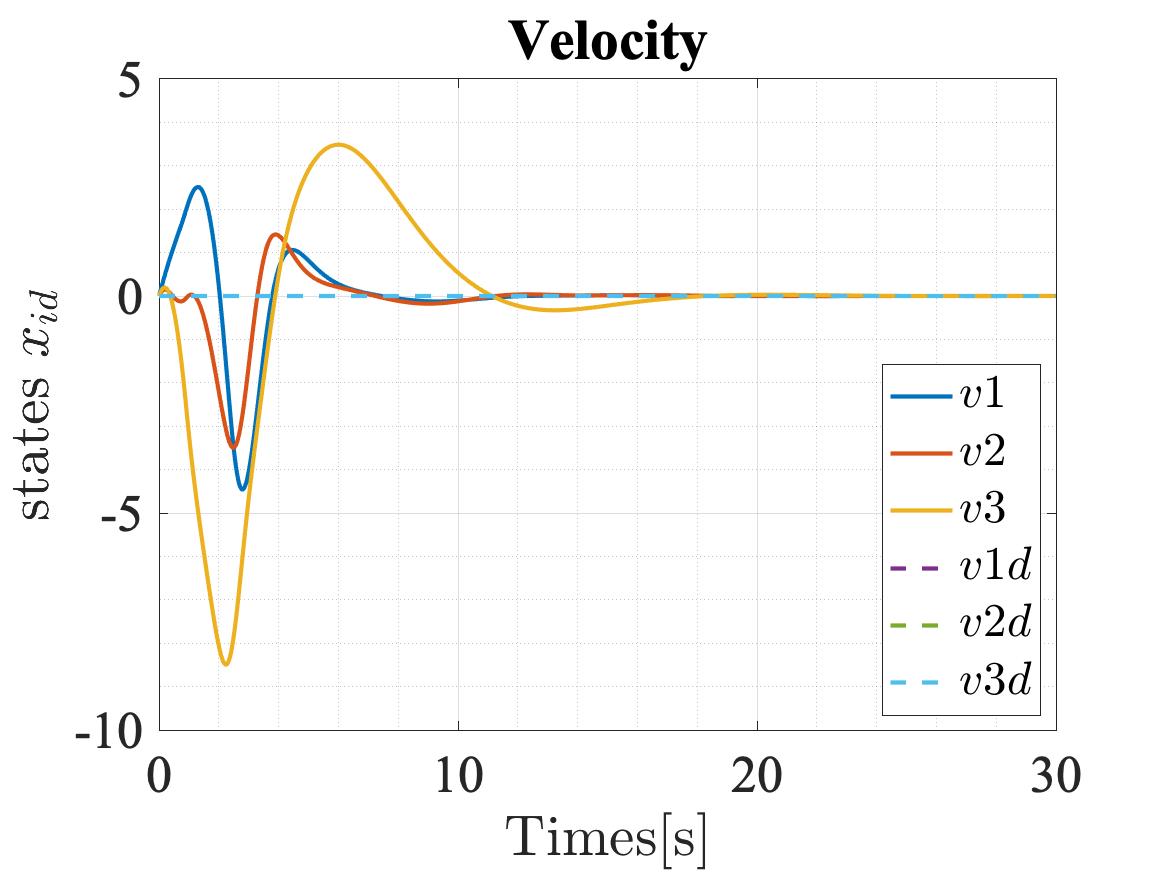 Velocity
5
0
-5
-10
states x_{id}
v1
v2
v3
v1d
v2d
v3d
0 10 20 30
Times[s]